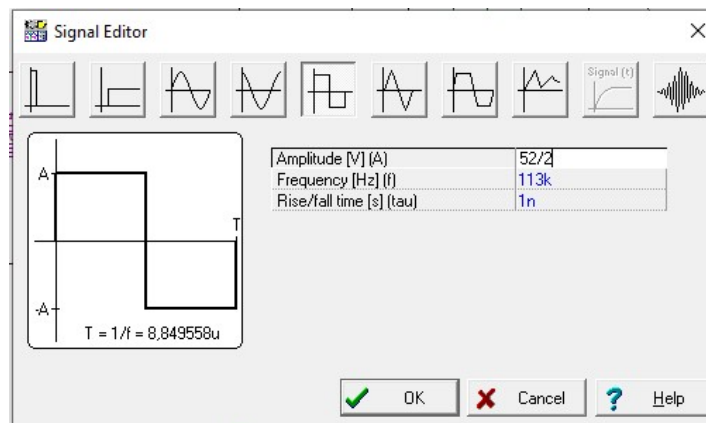 Signal Editor
Signal (t)
Amplitude [V] (A) 52/2
Frequency [Hz] (f) 113k
Rise/fall time [s] (tau) 1n
A
T
-A
T = 1/f = 8,849558u
OK Cancel ? Help